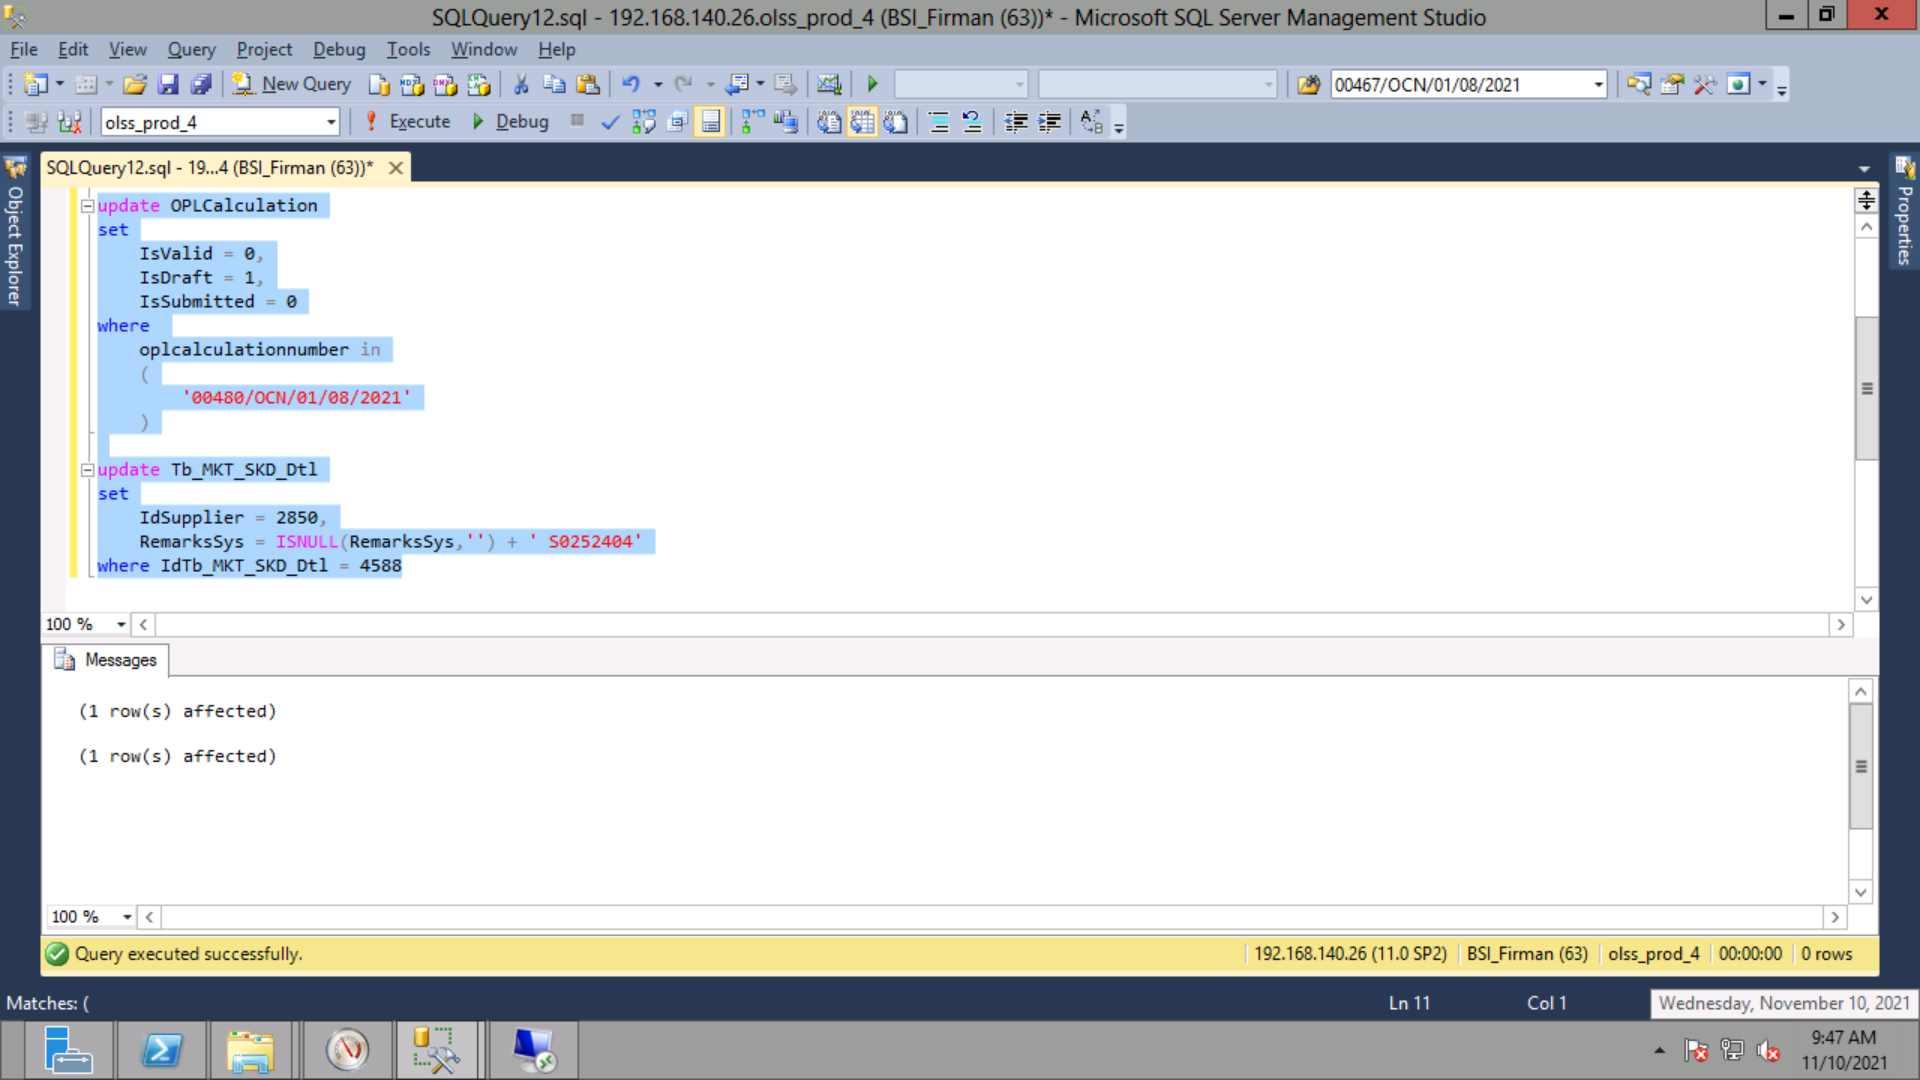 SQLQuery12.sql - 192.168.140.26.olss_prod_4 (BSI_Firman (63))* - Microsoft SQL Server Management Studio
File Edit View Query Project Debug Tools Window Help
New Query 00467/OCN/01/08/2021
olss_prod_4 Execute Debug
SQLQuery12.sql - 19...4 (BSI_Firman (63))*
Object Explorer
Properties
update OPLCalculation
set
IsValid = 0,
IsDraft = 1,
IsSubmitted = 0
where
oplcalculationnumber in
(
'00480/OCN/01/08/2021'
)
update Tb_MKT_SKD_Dtl
set
IdSupplier = 2850,
RemarksSys = ISNULL(RemarksSys,'') + ' S0252404'
where IdTb_MKT_SKD_Dtl = 4588
100 %
Messages
(1 row(s) affected)
(1 row(s) affected)
100 %
Query executed successfully. 192.168.140.26 (11.0 SP2) BSI_Firman (63) olss_prod_4 00:00:00 0 rows
Matches: ( Ln 11 Col 1 Wednesday, November 10, 2021
9:47 AM
11/10/2021